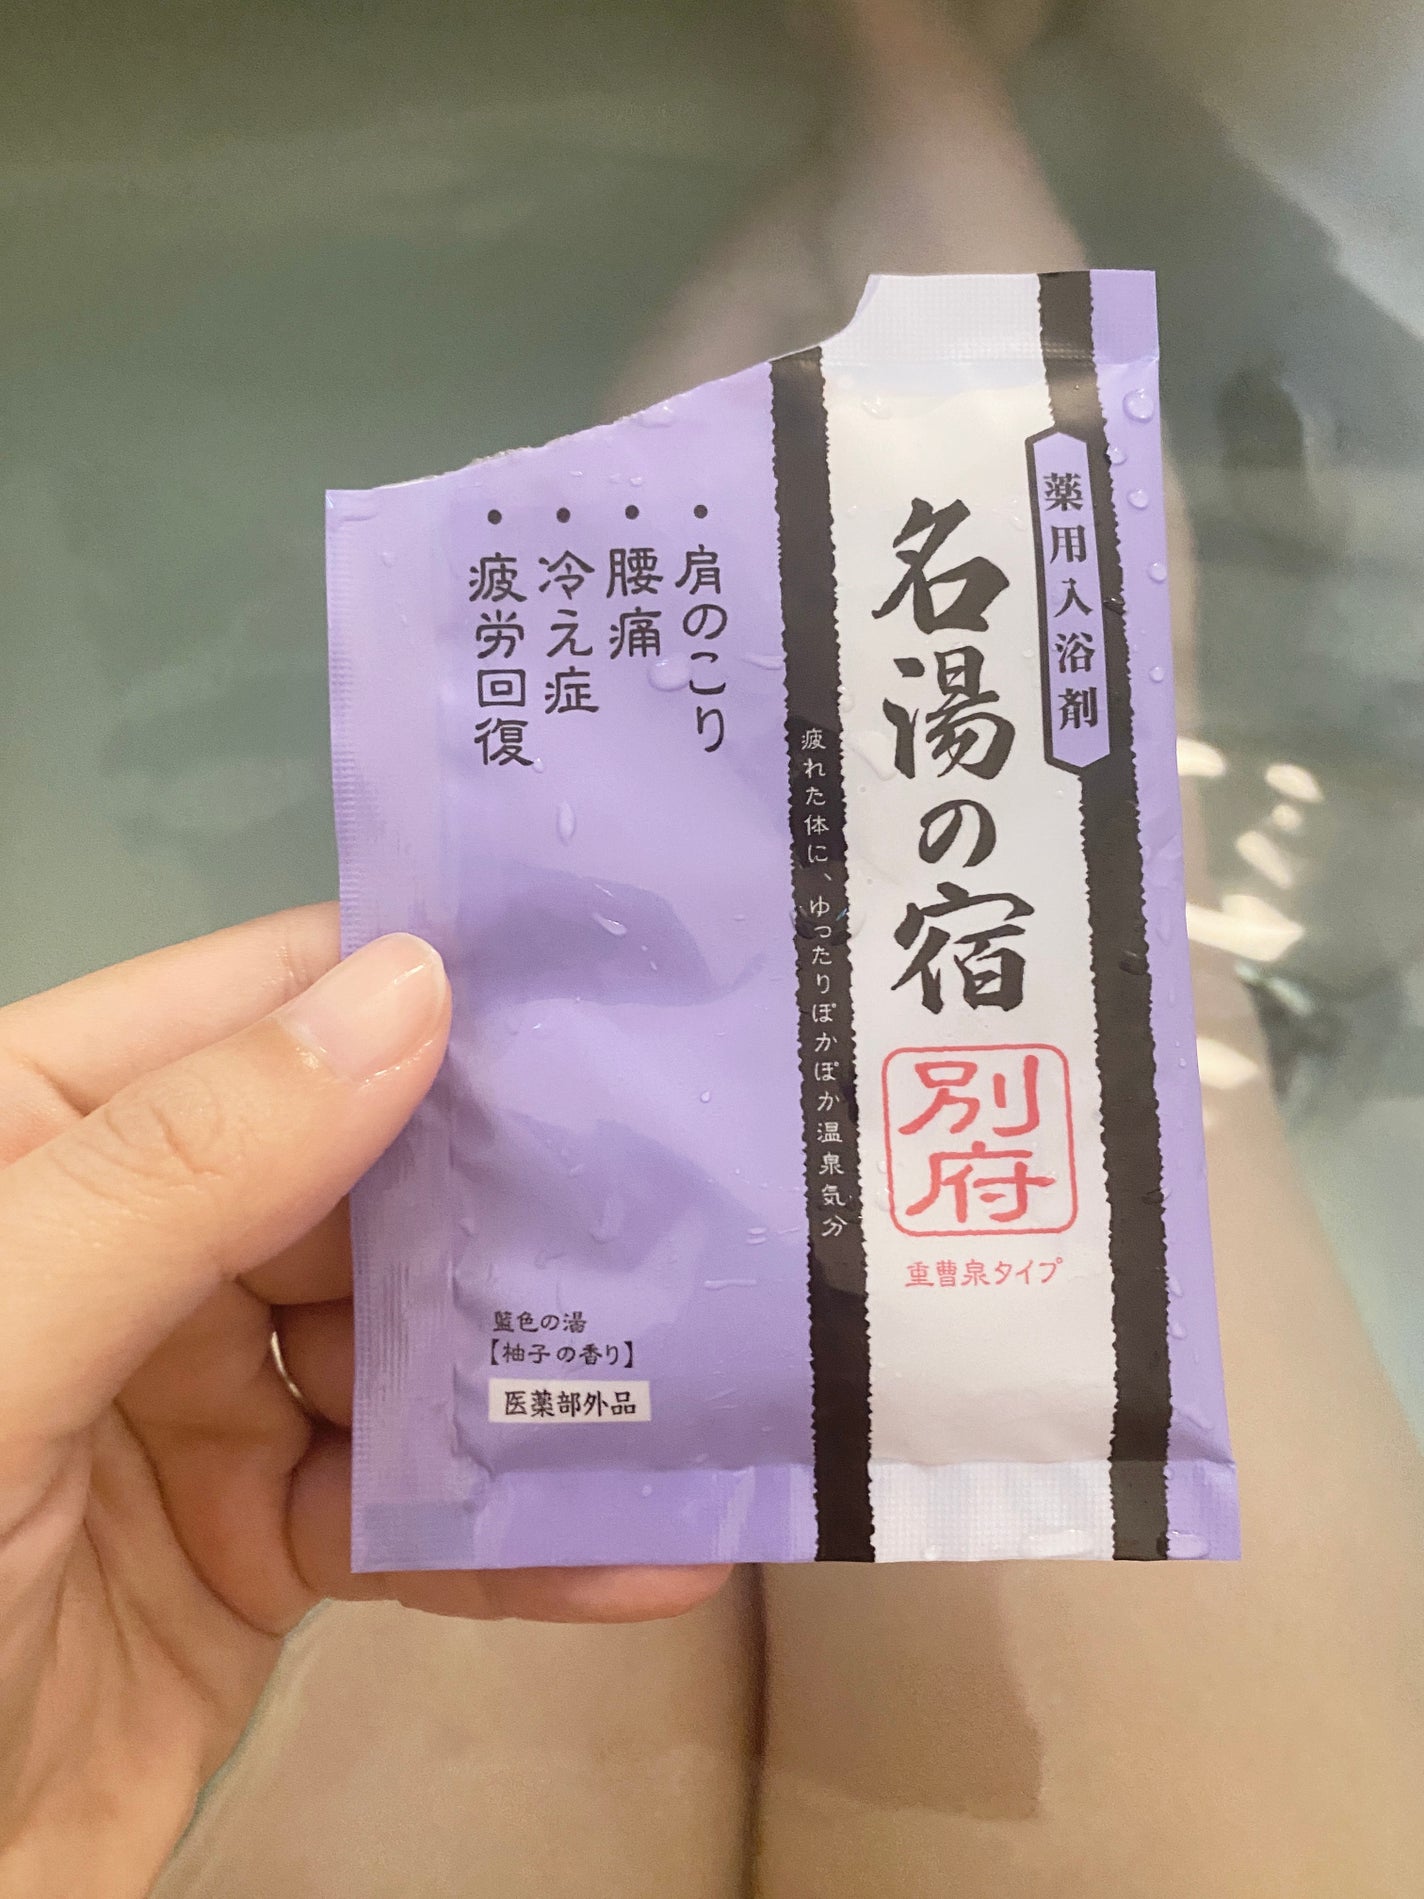 薬用入浴剤
名湯の宿
別府
重曹泉タイプ
疲れた体に、ゆったりぽかぽか温泉気分
・肩のこり
・腰痛
・冷え症
・疲労回復
藍色の湯
【柚子の香り】
医薬部外品